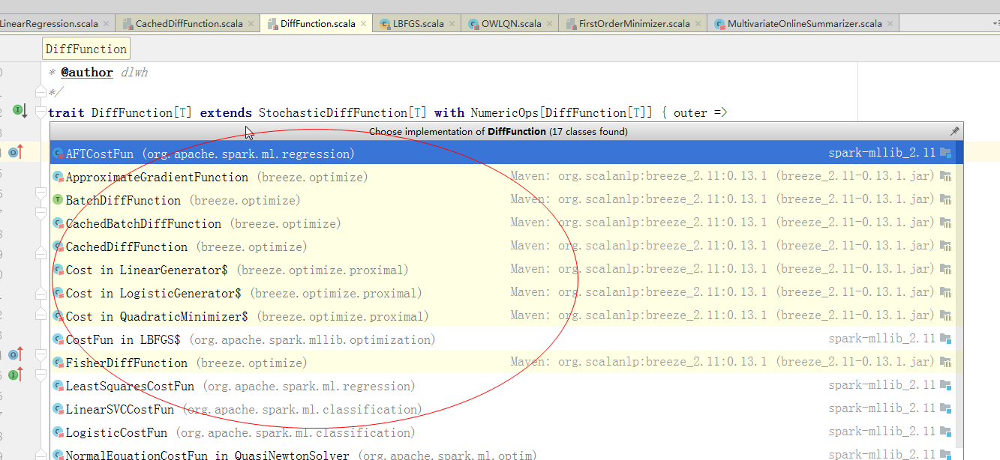 LinearRegression.scala CachedDiffFunction.scala DiffFunction.scala LBFGS.scala OWLQN.scala FirstOrderMinimizer.scala MultivariateOnlineSummarizer.scala
DiffFunction
* @author dlwh
*/
trait DiffFunction[T] extends StochasticDiffFunction[T] with NumericOps[DiffFunction[T]] { outer =>
Choose implementation of DiffFunction (17 classes found)
AFTCostFun (org.apache.spark.ml.regression) spark-mllib_2.11
ApproximateGradientFunction (breeze.optimize) Maven: org.scalanlp:breeze_2.11:0.13.1 (breeze_2.11-0.13.1.jar)
BatchDiffFunction (breeze.optimize) Maven: org.scalanlp:breeze_2.11:0.13.1 (breeze_2.11-0.13.1.jar)
CachedBatchDiffFunction (breeze.optimize) Maven: org.scalanlp:breeze_2.11:0.13.1 (breeze_2.11-0.13.1.jar)
CachedDiffFunction (breeze.optimize) Maven: org.scalanlp:breeze_2.11:0.13.1 (breeze_2.11-0.13.1.jar)
Cost in LinearGenerator$ (breeze.optimize.proximal) Maven: org.scalanlp:breeze_2.11:0.13.1 (breeze_2.11-0.13.1.jar)
Cost in LogisticGenerator$ (breeze.optimize.proximal) Maven: org.scalanlp:breeze_2.11:0.13.1 (breeze_2.11-0.13.1.jar)
Cost in QuadraticMinimizer$ (breeze.optimize.proximal) Maven: org.scalanlp:breeze_2.11:0.13.1 (breeze_2.11-0.13.1.jar)
CostFun in LBFGS$ (org.apache.spark.mllib.optimization) spark-mllib_2.11
FisherDiffFunction (breeze.optimize) Maven: org.scalanlp:breeze_2.11:0.13.1 (breeze_2.11-0.13.1.jar)
LeastSquaresCostFun (org.apache.spark.ml.regression) spark-mllib_2.11
LinearSVCCostFun (org.apache.spark.ml.classification) spark-mllib_2.11
LogisticCostFun (org.apache.spark.ml.classification) spark-mllib_2.11
NormalEquationCostFun in QuasiNewtonSolver (org.apache.spark.ml.optim) spark-mllib_2.11